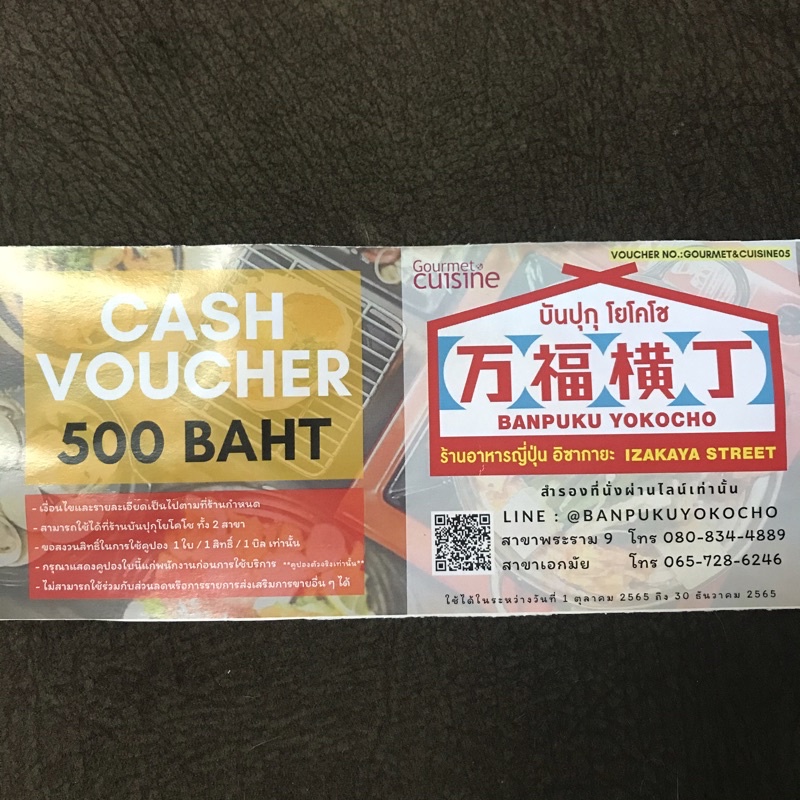 CASH
VOUCHER
500 BAHT
- เงื่อนไขและรายละเอียดเป็นไปตามที่ร้านกำหนด
- สามารถใช้ได้ที่ร้านบันปุกุโยโคโช ทั้ง 2 สาขา
- ขอสงวนสิทธิ์ในการใช้คูปอง 1 ใบ / 1 สิทธิ์ / 1 บิล เท่านั้น
- กรุณาแสดงคูปองใบนี้แก่พนักงานก่อนการใช้บริการ **คูปองตัวจริงเท่านั้น**
- ไม่สามารถใช้ร่วมกับส่วนลดหรือการรายการส่งเสริมการขายอื่น ๆ ได้
VOUCHER NO.:GOURMET&CUISINE05
Gourmet
CUISINE
บันปุกุ โยโคโช
万福横丁
BANPUKU YOKOCHO
ร้านอาหารญี่ปุ่น อิซากายะ IZAKAYA STREET
สำรองที่นั่งผ่านไลน์เท่านั้น
LINE : @BANPUKUYOKOCHO
สาขาพระราม 9 โทร 080-834-4889
สาขาเอกมัย โทร 065-728-6246
ใช้ได้ในระหว่างวันที่ 1 ตุลาคม 2565 ถึง 30 ธันวาคม 2565